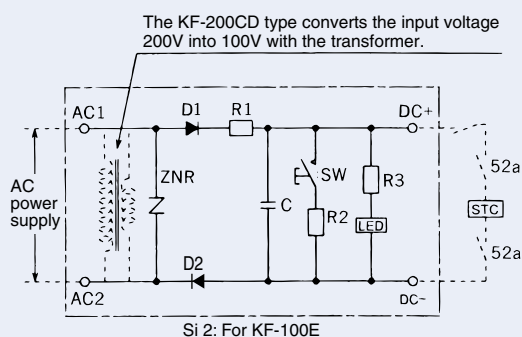 The KF-200CD type converts the input voltage
200V into 100V with the transformer.
AC1
D1
R1
DC+
AC
power
supply
ZNR
C
SW
R2
R3
LED
52a
STC
52a
D2
AC2
DC~
Si 2: For KF-100E